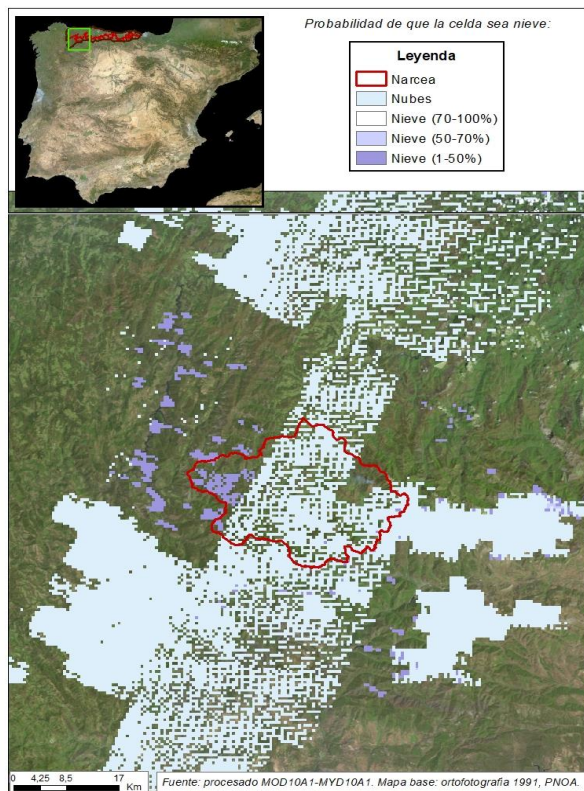 Probabilidad de que la celda sea nieve:
Leyenda
Narcea
Nubes
Nieve (70-100%)
Nieve (50-70%)
Nieve (1-50%)
0 4,25 8,5 17
Km
Fuente: procesado MOD10A1-MYD10A1. Mapa base: ortofotografia 1991, PNOA.